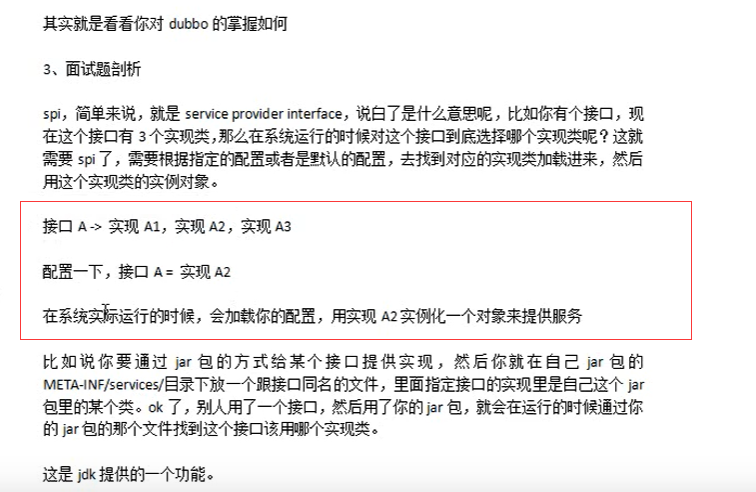 其实就是看看你对 dubbo 的掌握如何
3、面试题剖析
spi，简单来说，就是 service provider interface，说白了是什么意思呢，比如你有个接口，现
在这个接口有 3 个实现类，那么在系统运行的时候对这个接口到底选择哪个实现类呢？这就
需要 spi 了，需要根据指定的配置或者是默认的配置，去找到对应的实现类加载进来，然后
用这个实现类的实例对象。
接口 A -> 实现 A1，实现 A2，实现 A3
配置一下，接口 A = 实现 A2
在系统实际运行的时候，会加载你的配置，用实现 A2 实例化一个对象来提供服务
比如说你要通过 jar 包的方式给某个接口提供实现，然后你就在自己 jar 包的
META-INF/services/目录下放一个跟接口同名的文件，里面指定接口的实现里是自己这个 jar
包里的某个类。ok 了，别人用了一个接口，然后用了你的 jar 包，就会在运行的时候通过你
的 jar 包的那个文件找到这个接口该用哪个实现类。
这是 jdk 提供的一个功能。